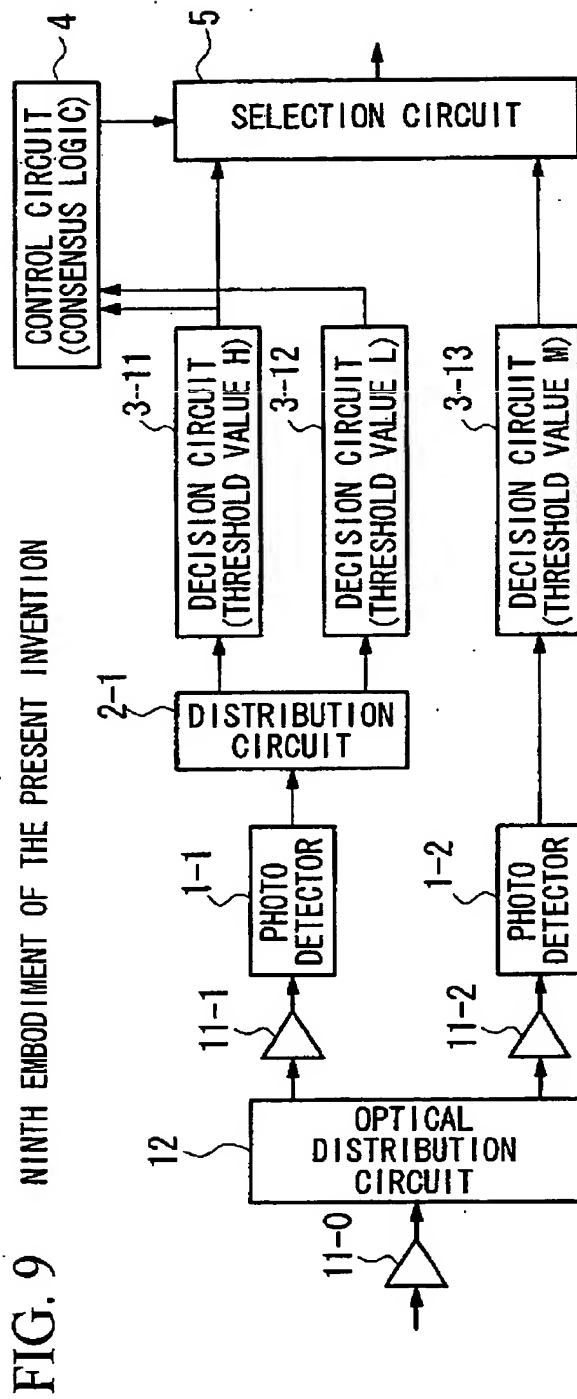 FIG. 9 NINTH EMBODIMENT OF THE PRESENT INVENTION
11-0
12
OPTICAL
DISTRIBUTION
CIRCUIT
11-1
11-2
1-1
PHOTO
DETECTOR
1-2
PHOTO
DETECTOR
2-1
DISTRIBUTION
CIRCUIT
3-11
DECISION CIRCUIT
(THRESHOLD VALUE H)
3-12
DECISION CIRCUIT
(THRESHOLD VALUE L)
3-13
DECISION CIRCUIT
(THRESHOLD VALUE M)
CONTROL CIRCUIT
(CONSENSUS LOGIC)
4
5
SELECTION CIRCUIT